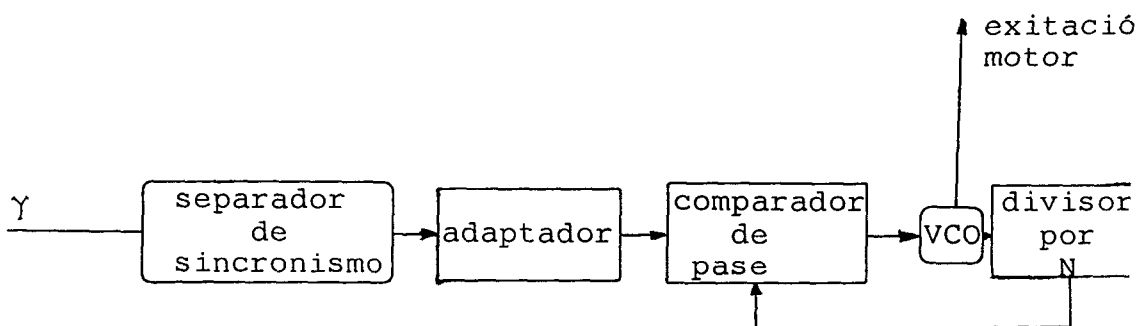 exitació
motor
γ
separador
de
sincronismo
adaptador
comparador
de
pase
VCO
divisor
por
N